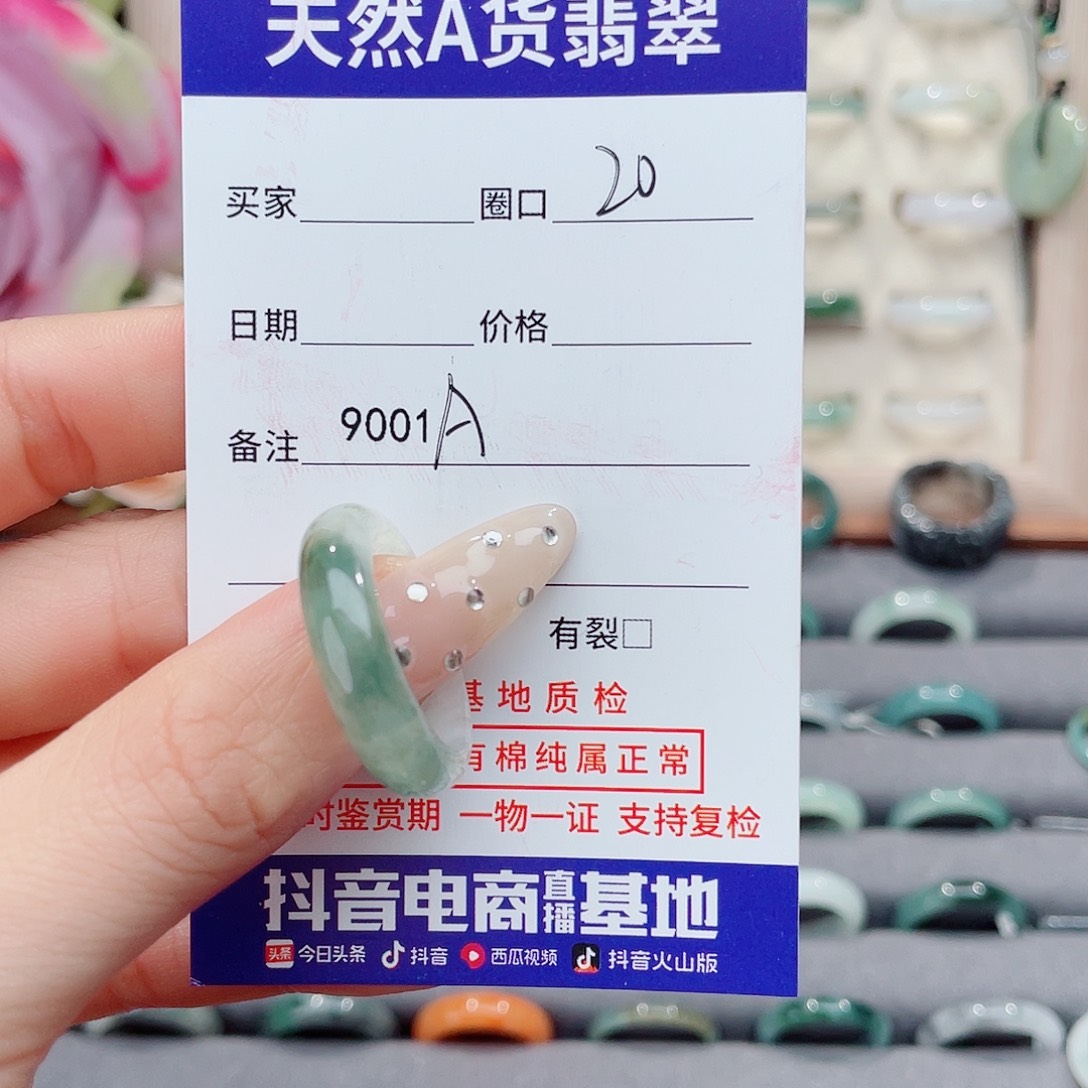 天然A货翡翠
买家 圈口 20
日期 价格
备注 9001 A
有裂□
基地质检
有棉纯属正常
时鉴赏期 一物一证 支持复检
抖音电商直播基地
头条 今日头条 抖音 西瓜视频 抖音火山版